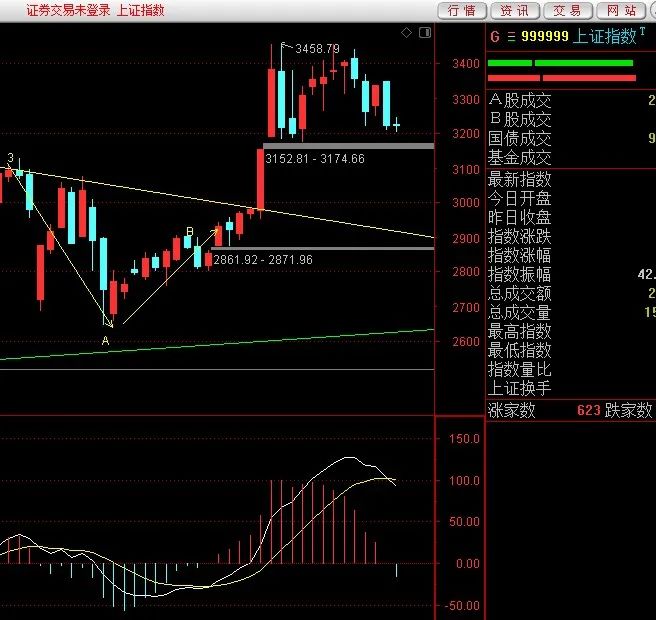 证券交易未登录 上证指数 行情 资讯 交易 网站
G 999999 上证指数 T
3458.79
3400
3300
3200
3152.81 - 3174.66
3100
3
3000
B
2900
2861.92 - 2871.96
2800
2700
A
2600
A股成交 2
B股成交
国债成交 9
基金成交
最新指数
今日开盘
昨日收盘
指数涨跌
指数涨幅
指数振幅 42.
总成交额 2
总成交量 15
最高指数
最低指数
指数量比
上证换手
涨家数 623 跌家数
150.0
100.0
50.00
0.00
-50.00